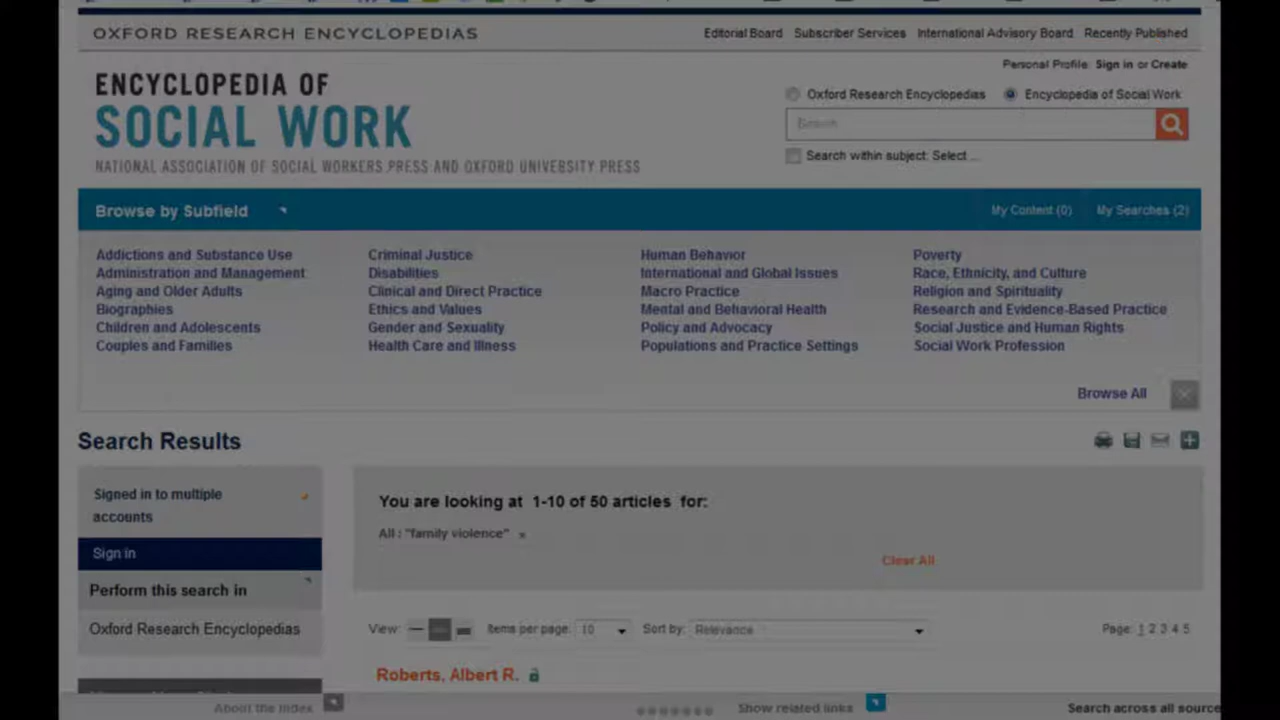 OXFORD RESEARCH ENCYCLOPEDIAS
Editorial Board Subscriber Services International Advisory Board Recently Published
Personal Profile: Sign in or Create
ENCYCLOPEDIA OF
SOCIAL WORK
NATIONAL ASSOCIATION OF SOCIAL WORKERS PRESS AND OXFORD UNIVERSITY PRESS
Oxford Research Encyclopedias Encyclopedia of Social Work
Search
Search within subject: Select ...
Browse by Subfield
My Content (0) My Searches (2)
Addictions and Substance Use
Administration and Management
Aging and Older Adults
Biographies
Children and Adolescents
Couples and Families
Criminal Justice
Disabilities
Clinical and Direct Practice
Ethics and Values
Gender and Sexuality
Health Care and Illness
Human Behavior
International and Global Issues
Macro Practice
Mental and Behavioral Health
Policy and Advocacy
Populations and Practice Settings
Poverty
Race, Ethnicity, and Culture
Religion and Spirituality
Research and Evidence-Based Practice
Social Justice and Human Rights
Social Work Profession
Browse All
Search Results
Signed in to multiple
accounts
Sign in
Perform this search in
Oxford Research Encyclopedias
You are looking at 1-10 of 50 articles for:
All : "family violence" x
Clear All
View: Items per page: 10 Sort by: Relevance
Page: 1 2 3 4 5
Roberts, Albert R.
About the Index
Show related links
Search across all source